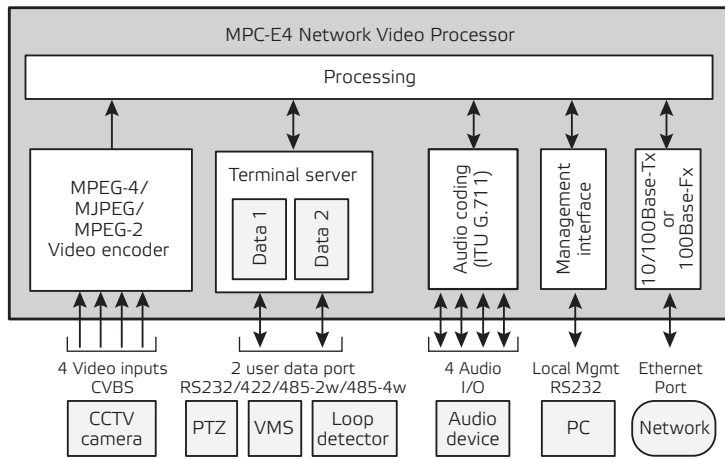 MPC-E4 Network Video Processor
Processing
MPEG-4/
MJPEG/
MPEG-2
Video encoder
Terminal server
Data 1
Data 2
Audio coding
(ITU G.711)
Management
interface
10/100Base-Tx
or
100Base-Fx
4 Video inputs
CVBS
2 user data port
RS232/422/485-2w/485-4w
4 Audio
I/O
Local Mgmt
RS232
Ethernet
Port
CCTV
camera
PTZ
VMS
Loop
detector
Audio
device
PC
Network